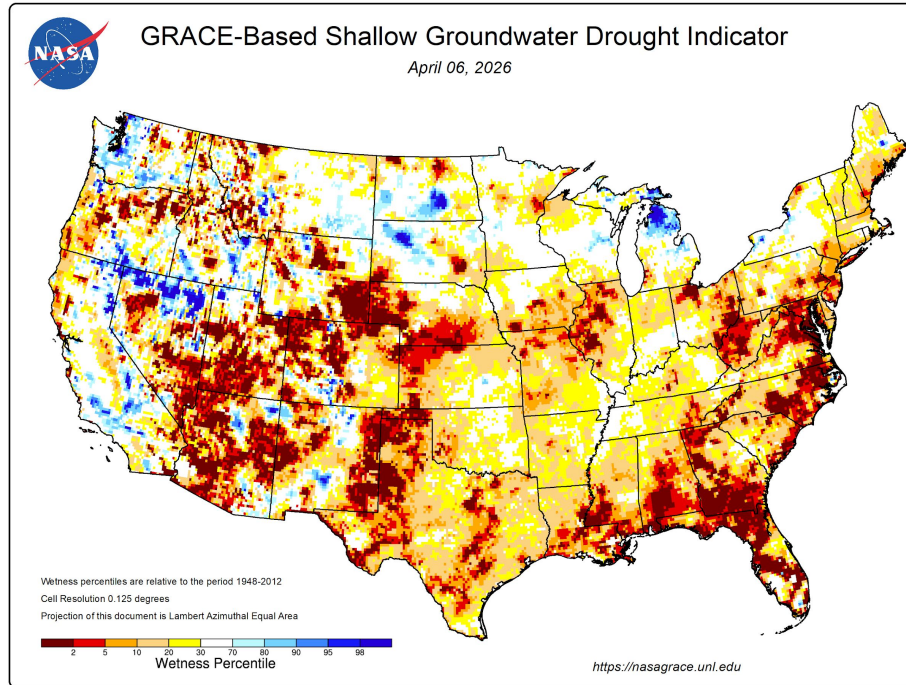 NASA
GRACE-Based Shallow Groundwater Drought Indicator
April 06, 2026
Wetness percentiles are relative to the period 1948-2012
Cell Resolution 0.125 degrees
Projection of this document is Lambert Azimuthal Equal Area
2 5 10 20 30 70 80 90 95 98
Wetness Percentile
https://nasagrace.unl.edu